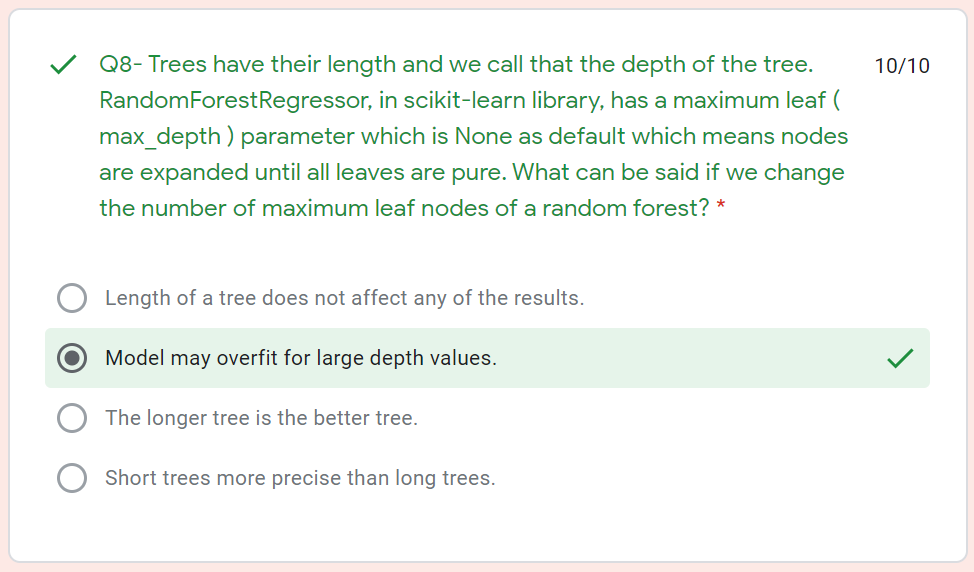 Q8- Trees have their length and we call that the depth of the tree. 10/10
RandomForestRegressor, in scikit-learn library, has a maximum leaf (
max_depth ) parameter which is None as default which means nodes
are expanded until all leaves are pure. What can be said if we change
the number of maximum leaf nodes of a random forest? *
Length of a tree does not affect any of the results.
Model may overfit for large depth values.
The longer tree is the better tree.
Short trees more precise than long trees.